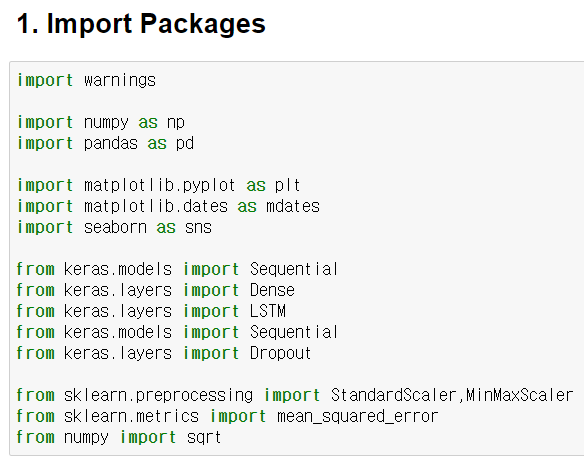 1. Import Packages
import warnings
import numpy as np
import pandas as pd
import matplotlib.pyplot as plt
import matplotlib.dates as mdates
import seaborn as sns
from keras.models import Sequential
from keras.layers import Dense
from keras.layers import LSTM
from keras.models import Sequential
from keras.layers import Dropout
from sklearn.preprocessing import StandardScaler,MinMaxScaler
from sklearn.metrics import mean_squared_error
from numpy import sqrt